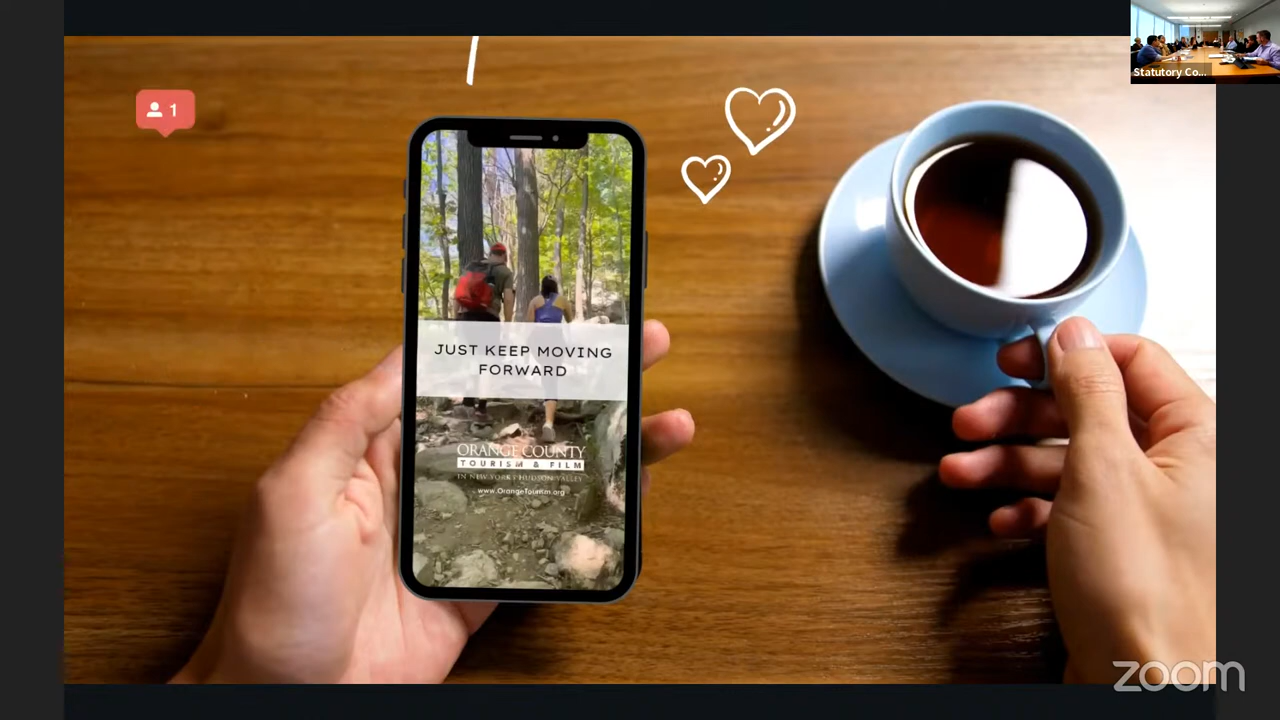 Statutory Co...
1
JUST KEEP MOVING
FORWARD
ORANGE COUNTY
TOURISM & FILM
IN NEW YORK'S HUDSON VALLEY
www.OrangeTourism.org
zoom